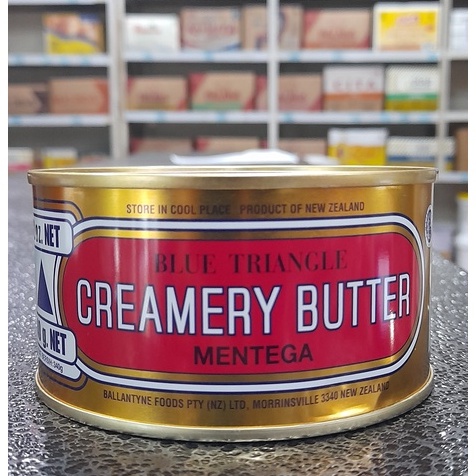 STORE IN COOL PLACE PRODUCT OF NEW ZEALAND
NET
BLUE TRIANGLE
CREAMERY BUTTER
MENTEGA
g. NET
BALLANTYNE FOODS PTY (NZ) LTD, MORRINSVILLE 3340 NEW ZEALAND